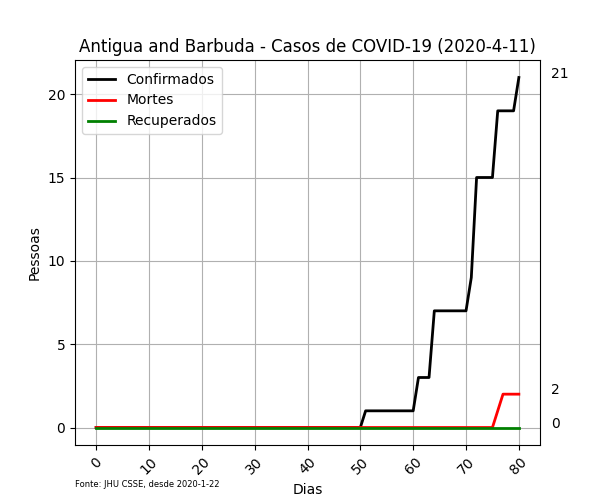 Antigua and Barbuda - Casos de COVID-19 (2020-4-11)
Confirmados
Mortes
Recuperados
21
2
0
Pessoas
20
15
10
5
0
0 10 20 30 40 50 60 70 80
Dias
Fonte: JHU CSSE, desde 2020-1-22